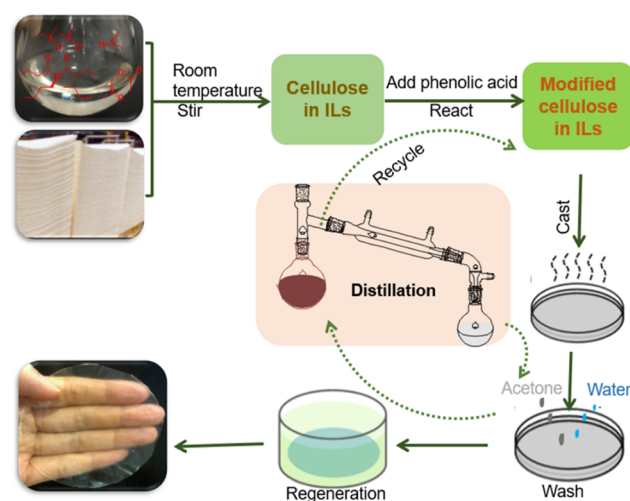 Room
temperature
Stir
Cellulose
in ILs
Add phenolic acid
React
Modified
cellulose
in ILs
Recycle
Cast
Distillation
Acetone
Water
Wash
Regeneration